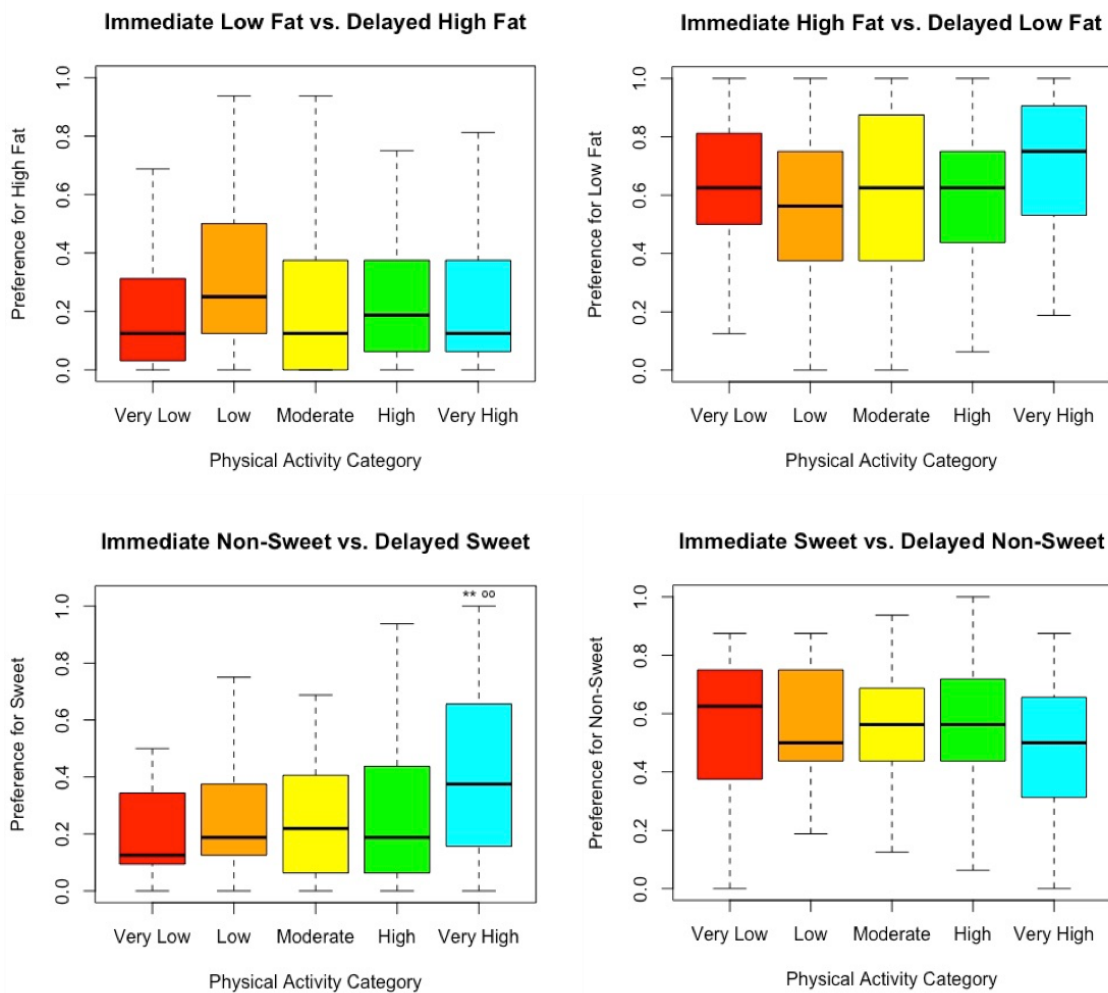 Immediate Low Fat vs. Delayed High Fat
Preference for High Fat
1.0
0.8
0.6
0.4
0.2
0.0
Very Low Low Moderate High Very High
Physical Activity Category
Immediate High Fat vs. Delayed Low Fat
Preference for Low Fat
1.0
0.8
0.6
0.4
0.2
0.0
Very Low Low Moderate High Very High
Physical Activity Category
Immediate Non-Sweet vs. Delayed Sweet
** oo
Preference for Sweet
1.0
0.8
0.6
0.4
0.2
0.0
Very Low Low Moderate High Very High
Physical Activity Category
Immediate Sweet vs. Delayed Non-Sweet
Preference for Non-Sweet
1.0
0.8
0.6
0.4
0.2
0.0
Very Low Low Moderate High Very High
Physical Activity Category